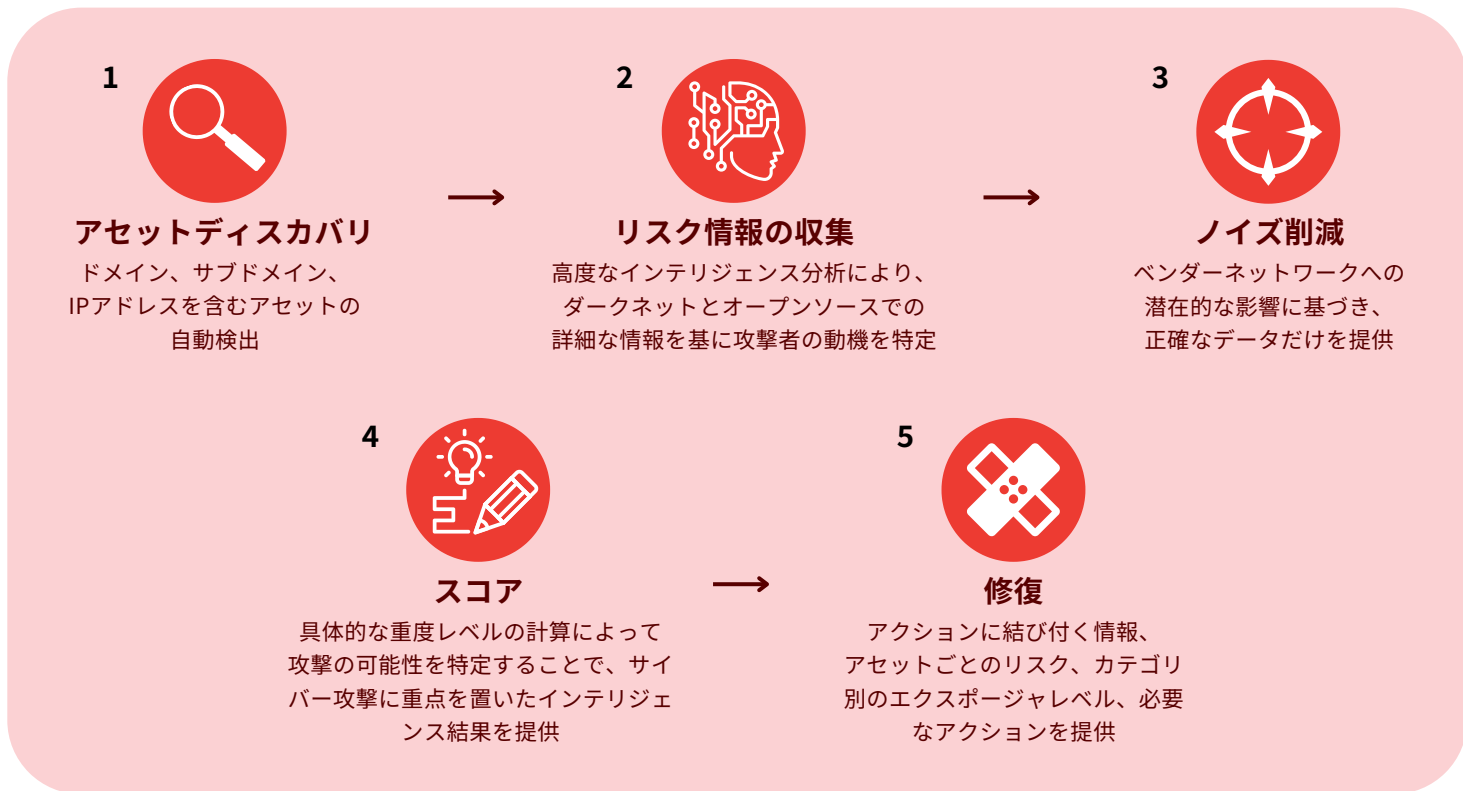 1
アセットディスカバリ
ドメイン、サブドメイン、
IPアドレスを含むアセットの
自動検出
2
リスク情報の収集
高度なインテリジェンス分析により、
ダークネットとオープンソースでの
詳細な情報を基に攻撃者の動機を特定
3
ノイズ削減
ベンダーネットワークへの
潜在的な影響に基づき、
正確なデータだけを提供
4
スコア
具体的な重度レベルの計算によって
攻撃の可能性を特定することで、サイ
バー攻撃に重点を置いたインテリジェ
ンス結果を提供
5
修復
アクションに結び付く情報、
アセットごとのリスク、カテゴリ
別のエクスポージャレベル、必要
なアクションを提供